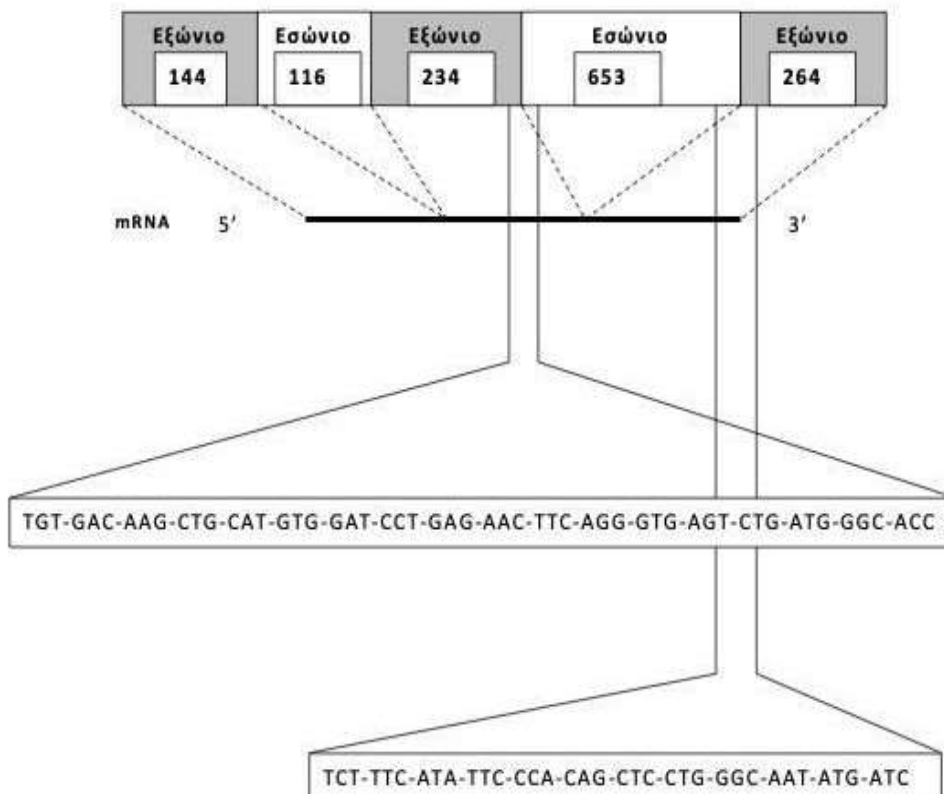 Εξώνιο Εσώνιο Εξώνιο Εσώνιο Εξώνιο
144 116 234 653 264
mRNA 5′ 3′
TGT-GAC-AAG-CTG-CAT-GTG-GAT-CCT-GAG-AAC-TTC-AGG-GTG-AGT-CTG-ATG-GGC-ACC
TCT-TTC-ATA-TTC-CCA-CAG-CTC-CTG-GGC-AAT-ATG-ATC